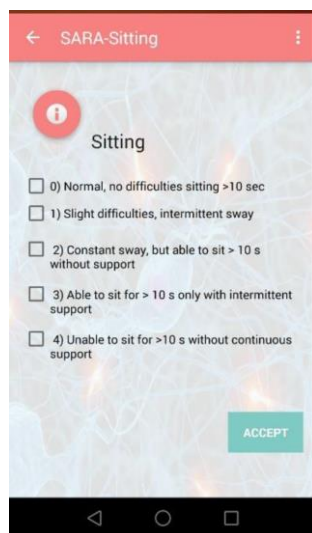 SARA-Sitting
Sitting
0) Normal, no difficulties sitting >10 sec
1) Slight difficulties, intermittent sway
2) Constant sway, but able to sit > 10 s
without support
3) Able to sit for > 10 s only with intermittent
support
4) Unable to sit for >10 s without continuous
support
ACCEPT